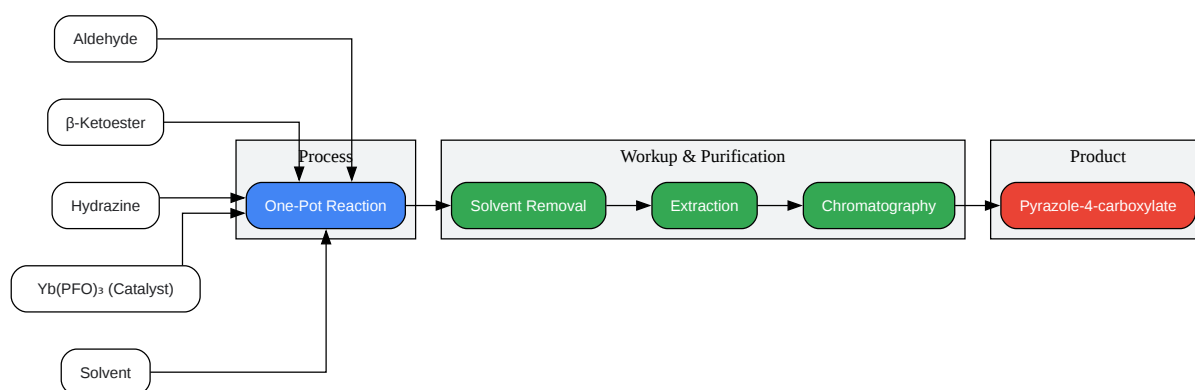 Aldehyde
β-Ketoester
Hydrazine
Yb(PFO)₃ (Catalyst)
Solvent
Process
One-Pot Reaction
Workup & Purification
Solvent Removal
Extraction
Chromatography
Product
Pyrazole-4-carboxylate